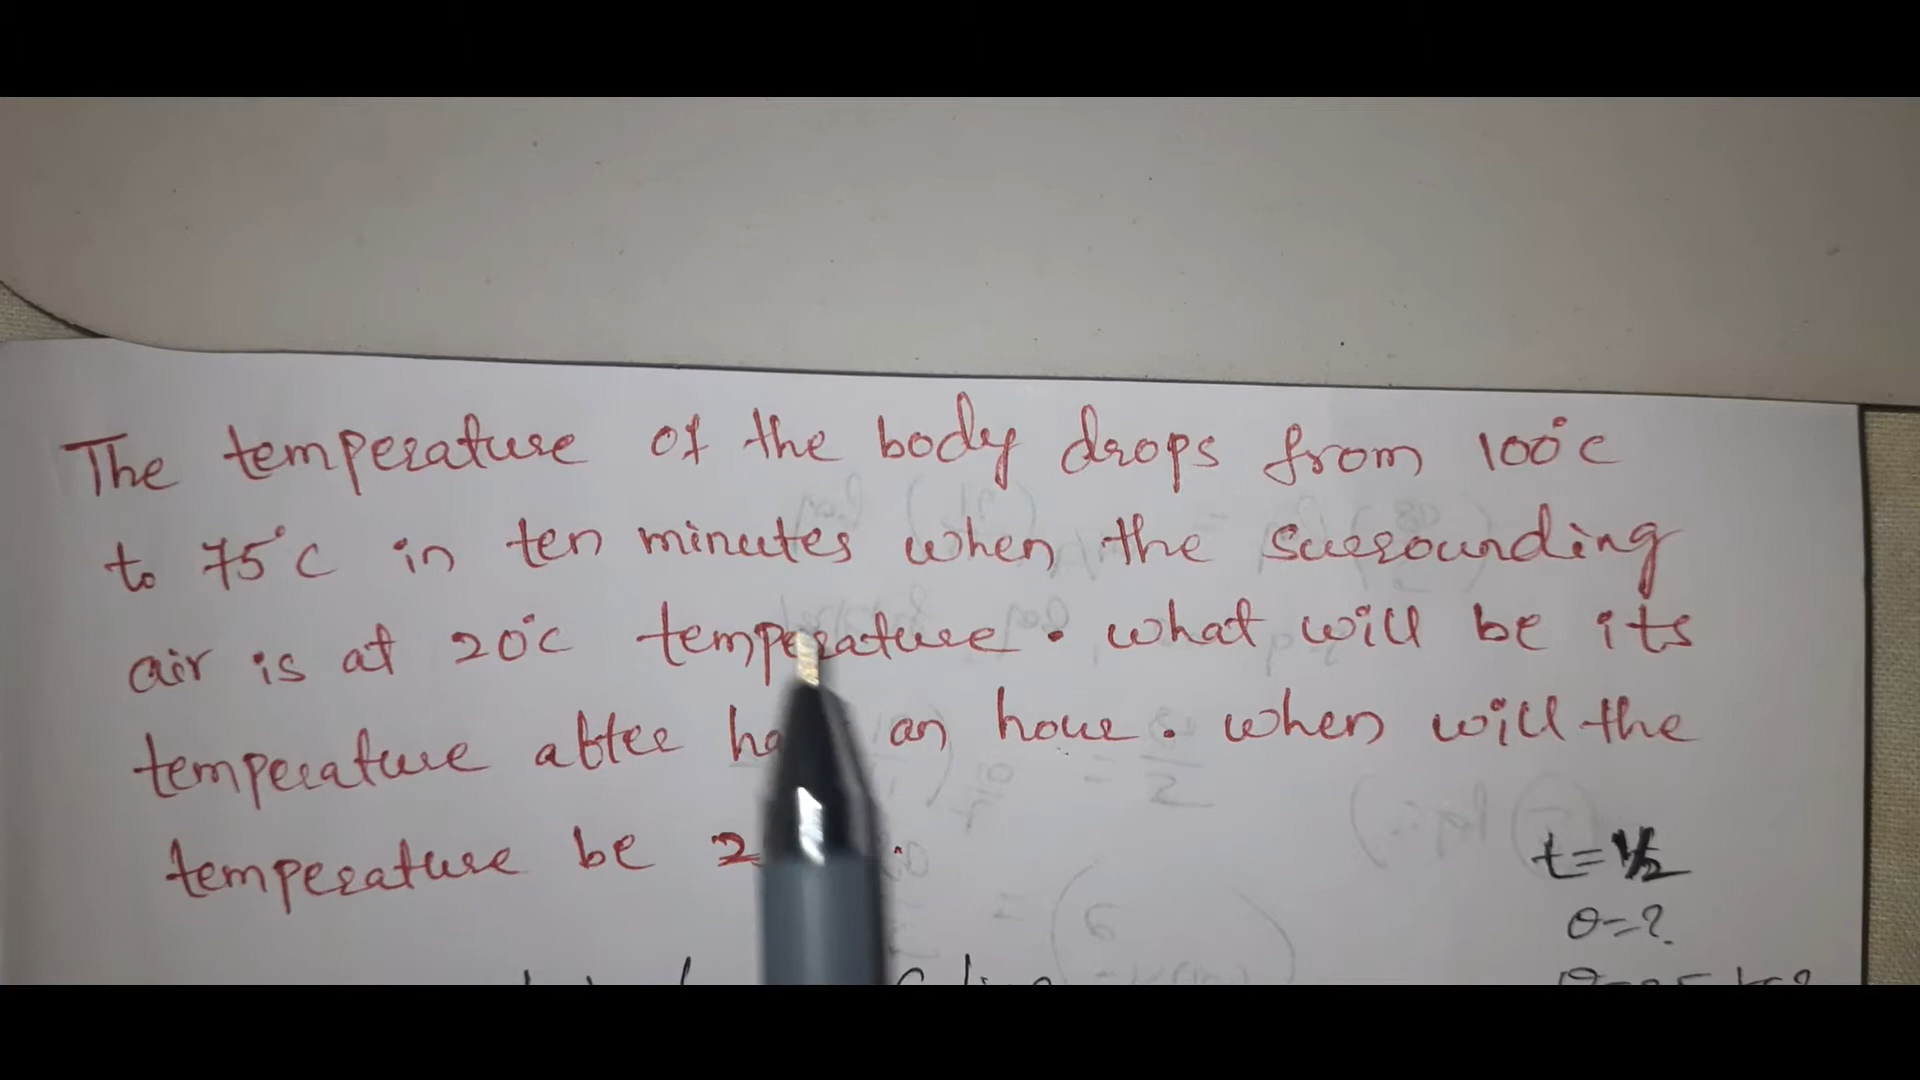 The temperature of the body drops from 100°C
to 75°C in ten minutes when the surrounding
air is at 20°C temperature. what will be its
temperature after an hour. when will the
temperature be 2
t = 1/2
θ = ?